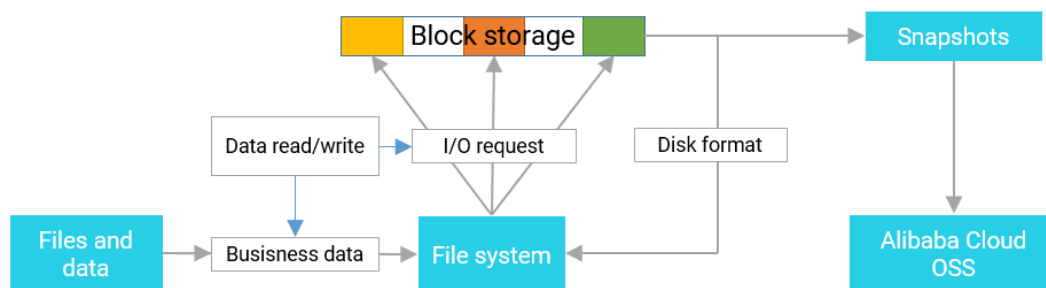 Block storage
Snapshots
Data read/write
I/O request
Disk format
Files and
data
Busisness data
File system
Alibaba Cloud
OSS